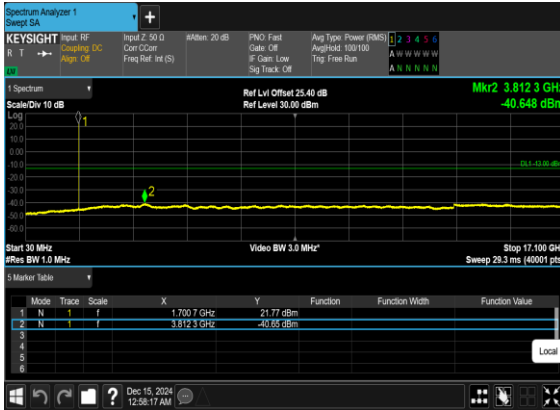 Spectrum Analyzer 1
Swept SA
+
KEYSIGHT
R T
Input: RF
Coupling: DC
Align: Off
Input Z: 50 Ω
Corr CCorr
Freq Ref: Int (S)
#Atten: 20 dB
PNO: Fast
Gate: Off
IF Gain: Low
Sig Track: Off
Avg Type: Power (RMS)
Avg|Hold: 100/100
Trig: Free Run
1 2 3 4 5 6
A W W W W W
A N N N N N
1 Spectrum
Scale/Div 10 dB
Ref Lvl Offset 25.40 dB
Ref Level 30.00 dBm
Mkr2 3.812 3 GHz
-40.648 dBm
Log
20.0
10.0
0.00
-10.0
-20.0
-30.0
-40.0
-50.0
-60.0
1
2
DL1 -13.00 dBm
Start 30 MHz
#Res BW 1.0 MHz
Video BW 3.0 MHz*
Stop 17.100 GHz
Sweep 29.3 ms (40001 pts)
5 Marker Table
Mode Trace Scale X Y Function Function Width Function Value
1 N 1 f 1.700 7 GHz 21.77 dBm
2 N 1 f 3.812 3 GHz -40.65 dBm
3
4
5
6
Local
?
Dec 15, 2024
12:58:17 AM